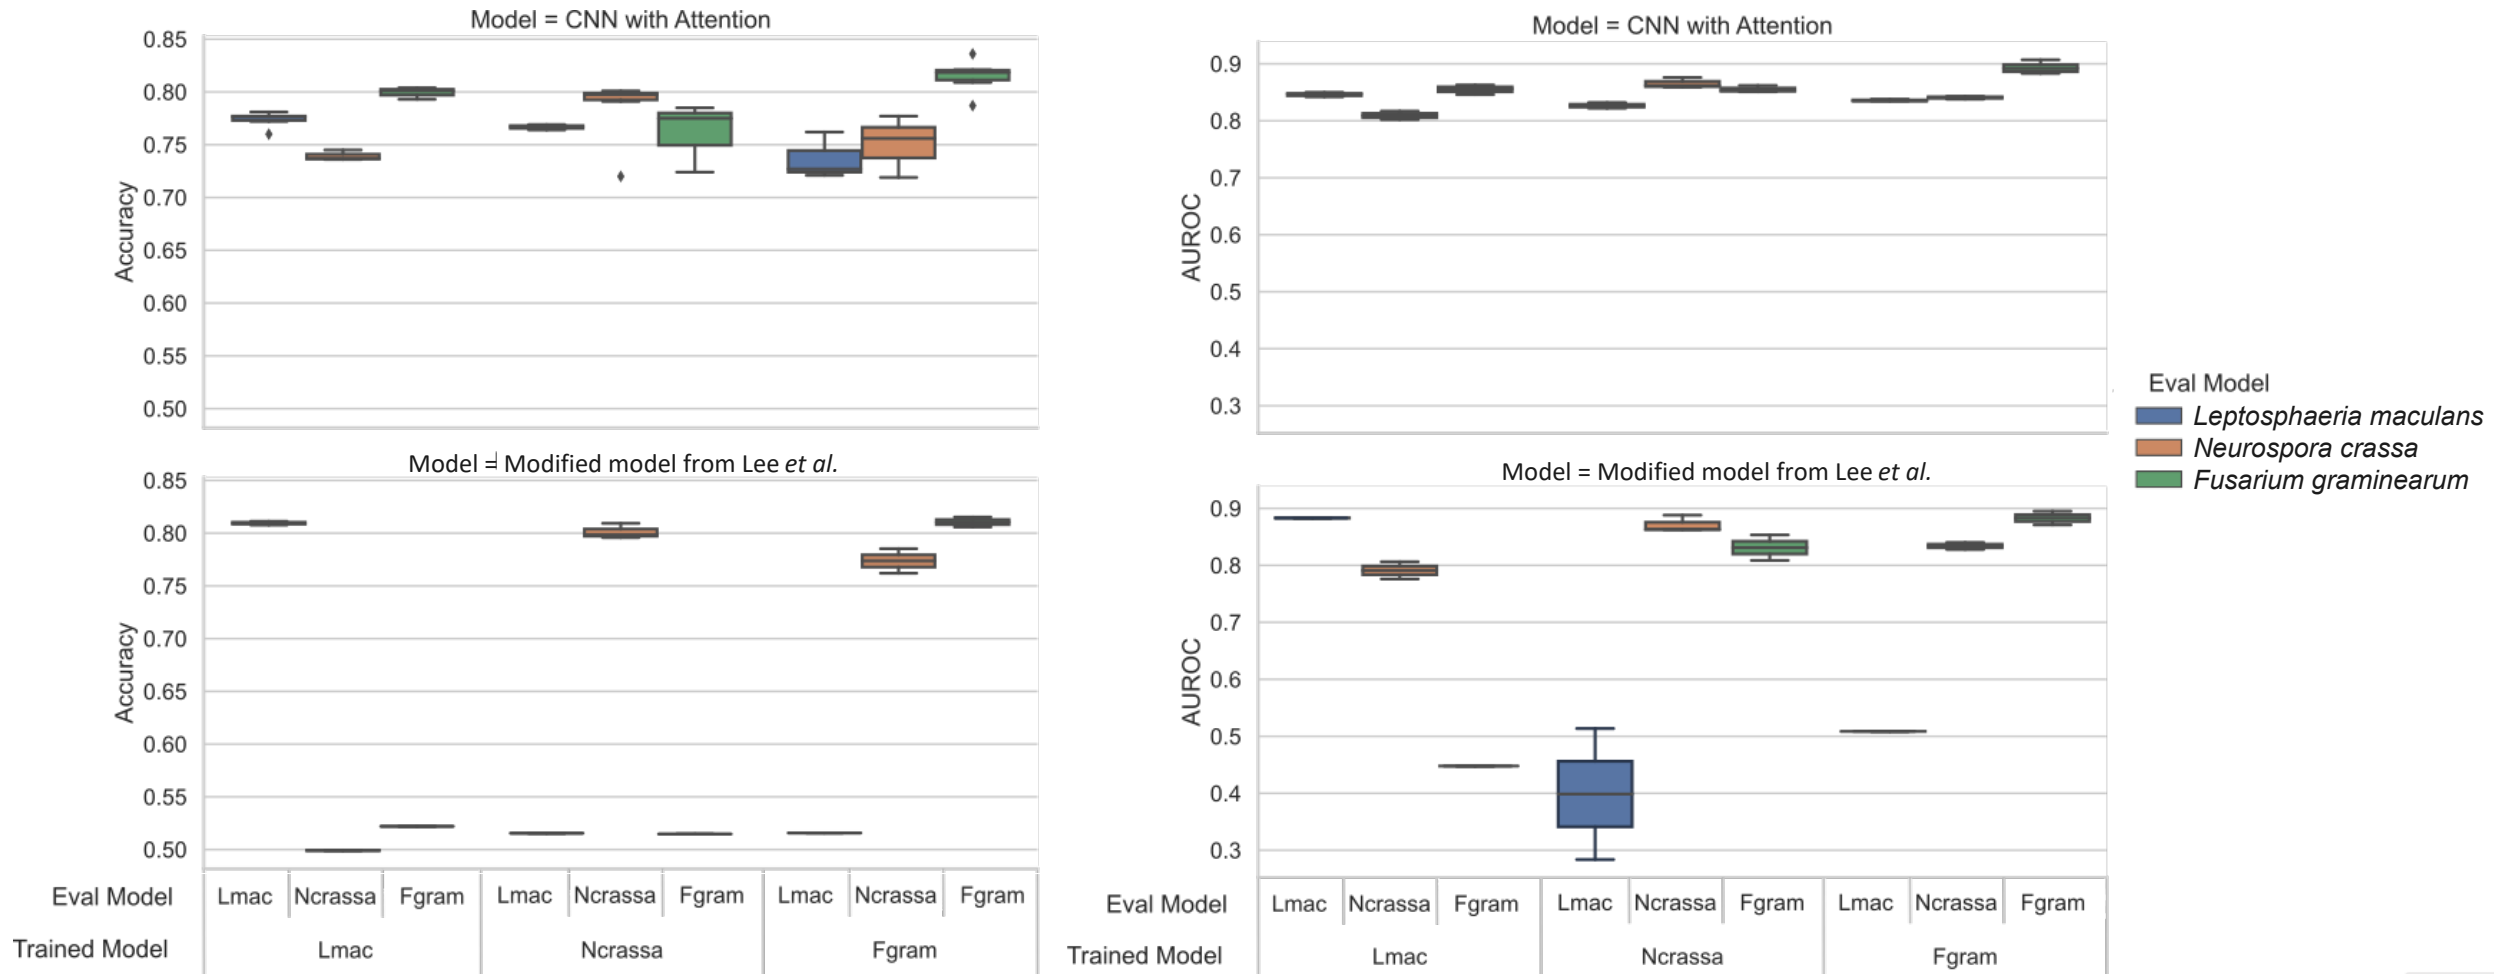 Model = CNN with Attention
0.85
0.80
0.75
0.70
0.65
0.60
0.55
0.50
Accuracy
Model = CNN with Attention
0.9
0.8
0.7
0.6
0.5
0.4
0.3
AUROC
Eval Model
Leptosphaeria maculans
Neurospora crassa
Fusarium graminearum
Model = Modified model from Lee et al.
0.85
0.80
0.75
0.70
0.65
0.60
0.55
0.50
Accuracy
Eval Model Lmac Ncrassa Fgram Lmac Ncrassa Fgram Lmac Ncrassa Fgram
Trained Model Lmac Ncrassa Fgram
Model = Modified model from Lee et al.
0.9
0.8
0.7
0.6
0.5
0.4
0.3
AUROC
Eval Model Lmac Ncrassa Fgram Lmac Ncrassa Fgram Lmac Ncrassa Fgram
Trained Model Lmac Ncrassa Fgram